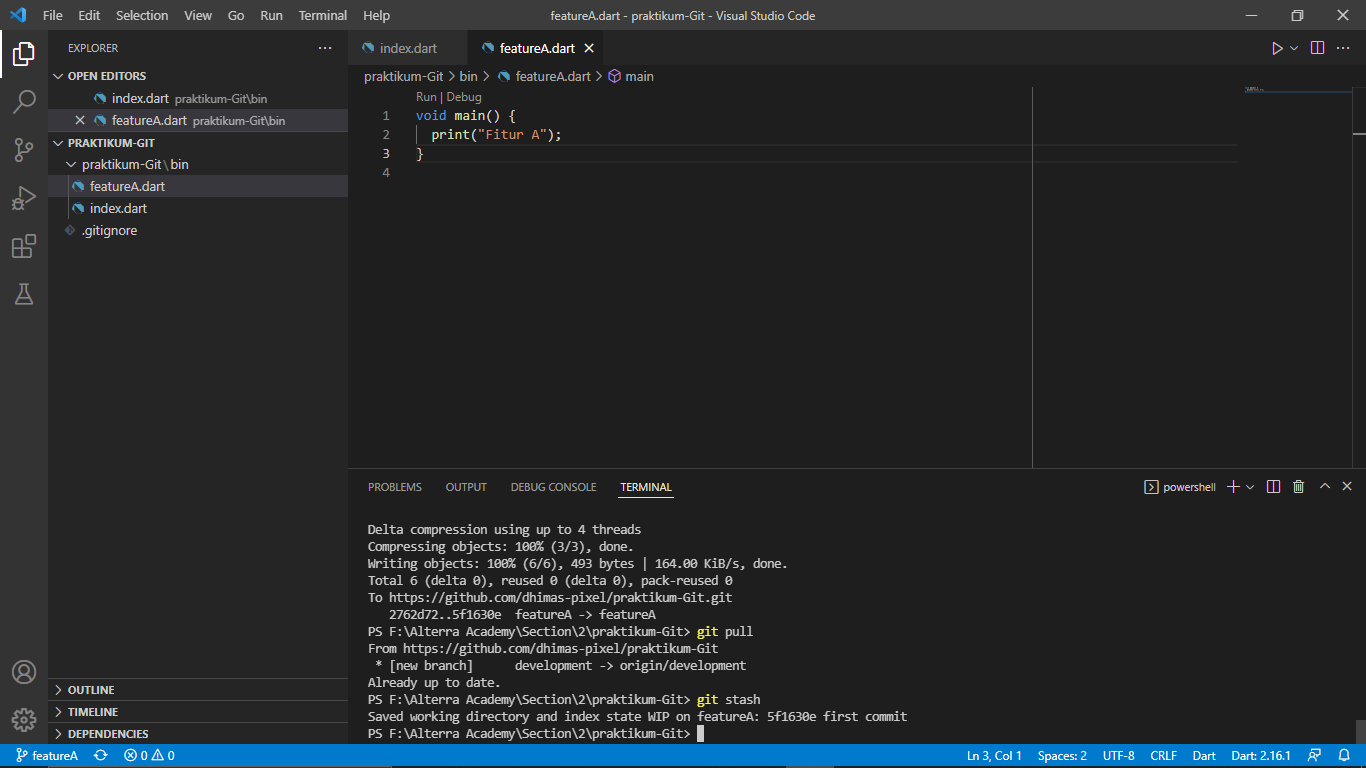 File Edit Selection View Go Run Terminal Help
featureA.dart - praktikum-Git - Visual Studio Code
EXPLORER
OPEN EDITORS
index.dart praktikum-Git\bin
featureA.dart praktikum-Git\bin
PRAKTIKUM-GIT
praktikum-Git\bin
featureA.dart
index.dart
.gitignore
OUTLINE
TIMELINE
DEPENDENCIES
index.dart featureA.dart
praktikum-Git > bin > featureA.dart > main
Run | Debug
1 void main() {
2 print("Fitur A");
3 }
4
PROBLEMS OUTPUT DEBUG CONSOLE TERMINAL
powershell
Delta compression using up to 4 threads
Compressing objects: 100% (3/3), done.
Writing objects: 100% (6/6), 493 bytes | 164.00 KiB/s, done.
Total 6 (delta 0), reused 0 (delta 0), pack-reused 0
To https://github.com/dhimas-pixel/praktikum-Git.git
2762d72..5f1630e featureA -> featureA
PS F:\Alterra Academy\Section\2\praktikum-Git> git pull
From https://github.com/dhimas-pixel/praktikum-Git
* [new branch] development -> origin/development
Already up to date.
PS F:\Alterra Academy\Section\2\praktikum-Git> git stash
Saved working directory and index state WIP on featureA: 5f1630e first commit
PS F:\Alterra Academy\Section\2\praktikum-Git>
featureA 0 0
Ln 3, Col 1 Spaces: 2 UTF-8 CRLF Dart Dart: 2.16.1